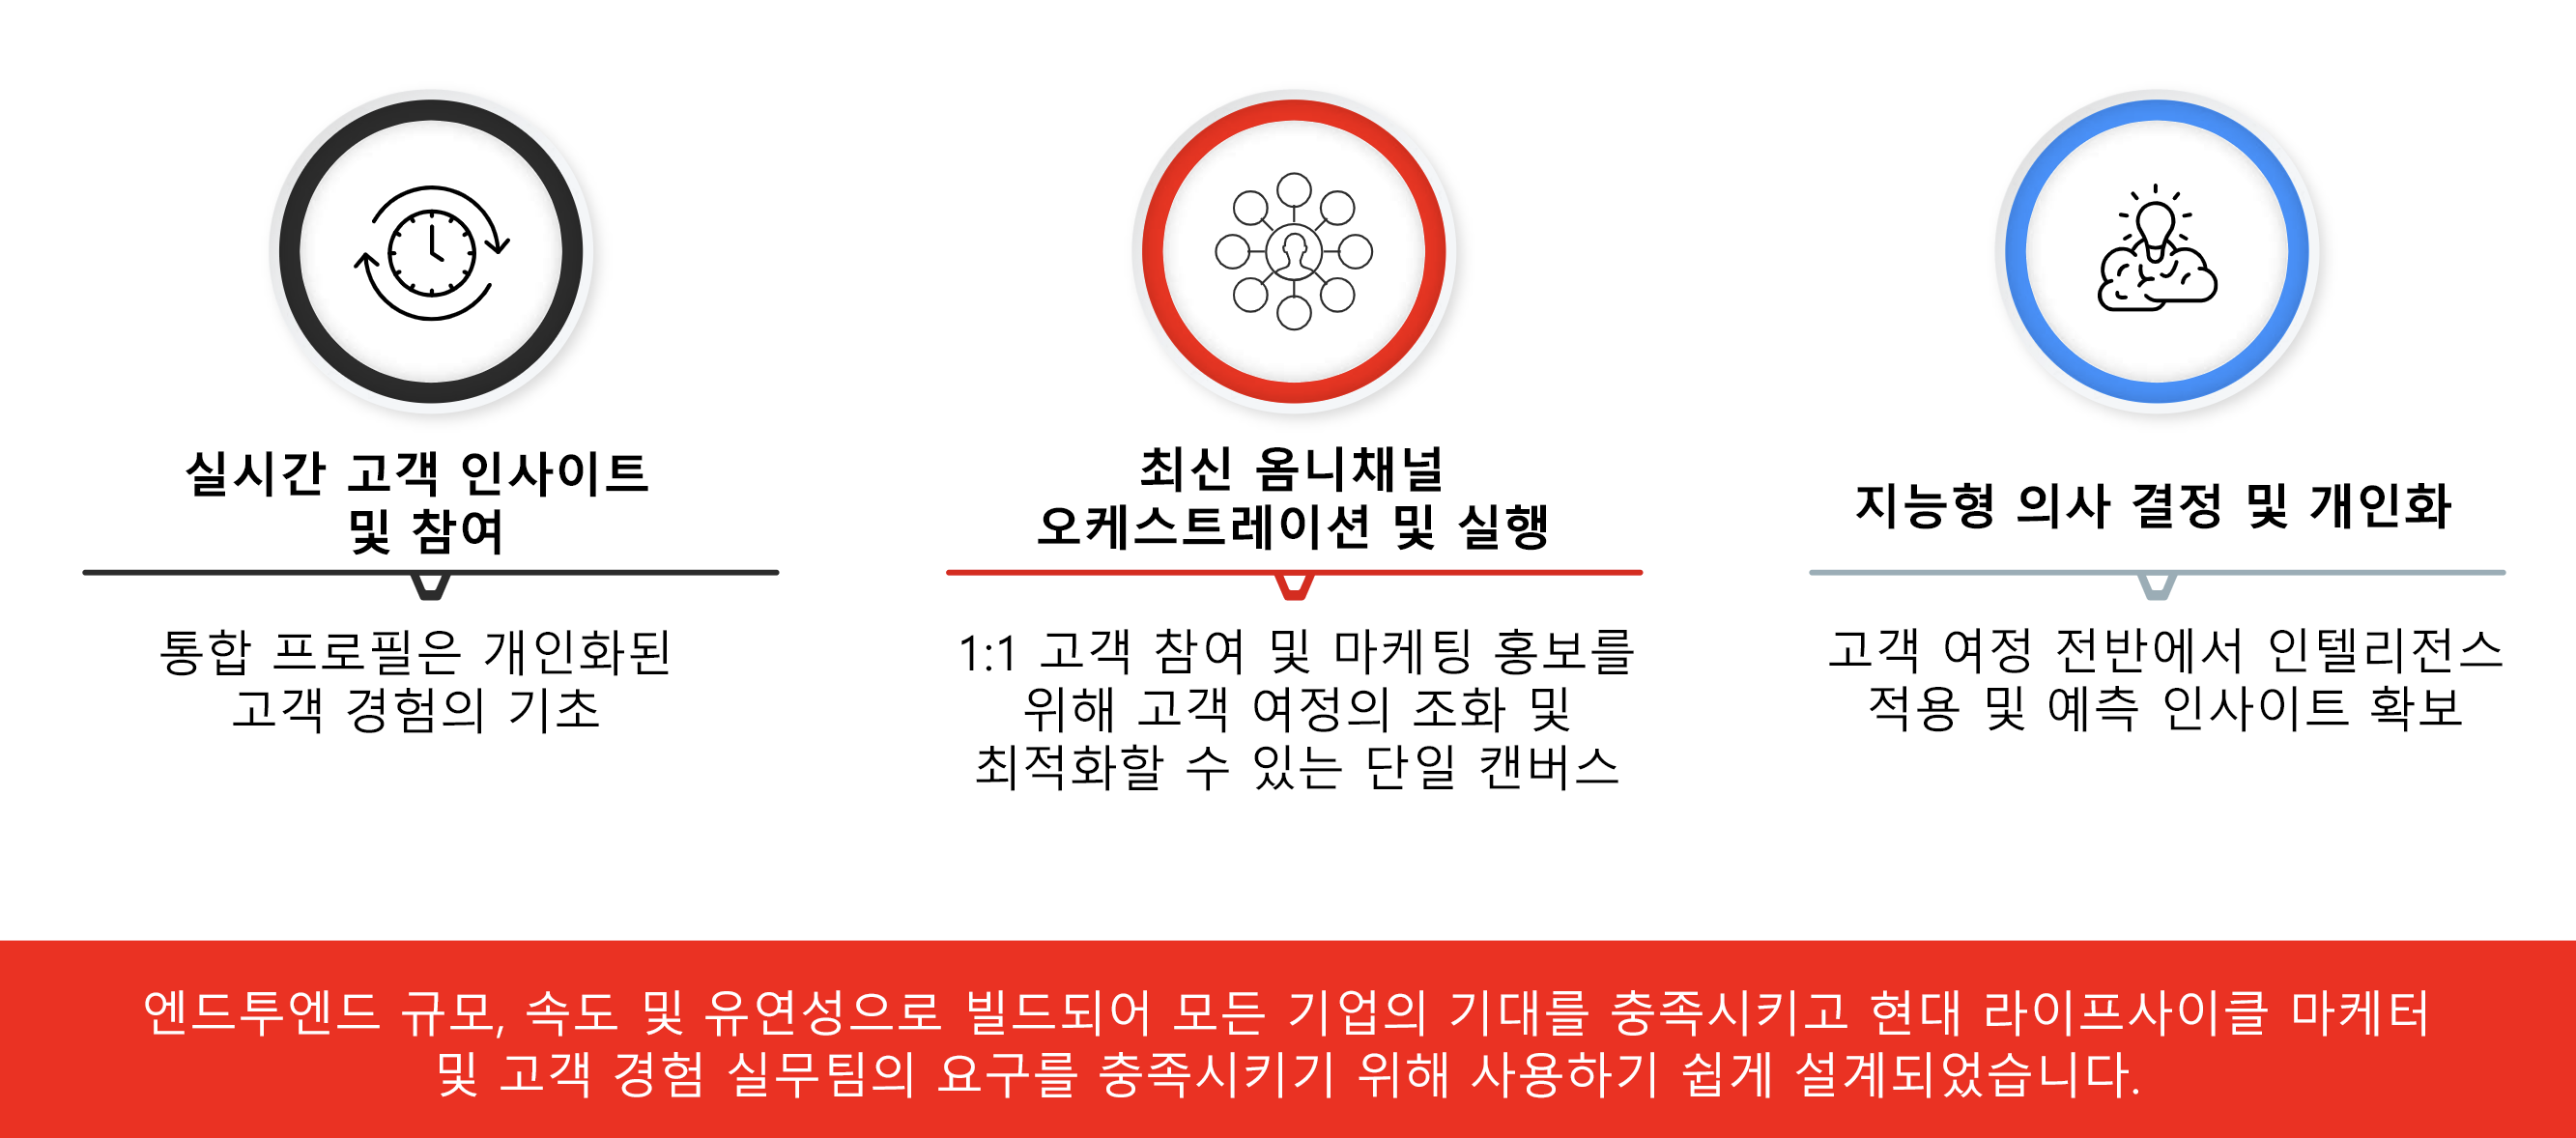 실시간 고객 인사이트
및 참여
통합 프로필은 개인화된
고객 경험의 기초
최신 옴니채널
오케스트레이션 및 실행
1:1 고객 참여 및 마케팅 홍보를
위해 고객 여정의 조화 및
최적화할 수 있는 단일 캔버스
지능형 의사 결정 및 개인화
고객 여정 전반에서 인텔리전스
적용 및 예측 인사이트 확보
엔드투엔드 규모, 속도 및 유연성으로 빌드되어 모든 기업의 기대를 충족시키고 현대 라이프사이클 마케터
및 고객 경험 실무팀의 요구를 충족시키기 위해 사용하기 쉽게 설계되었습니다.